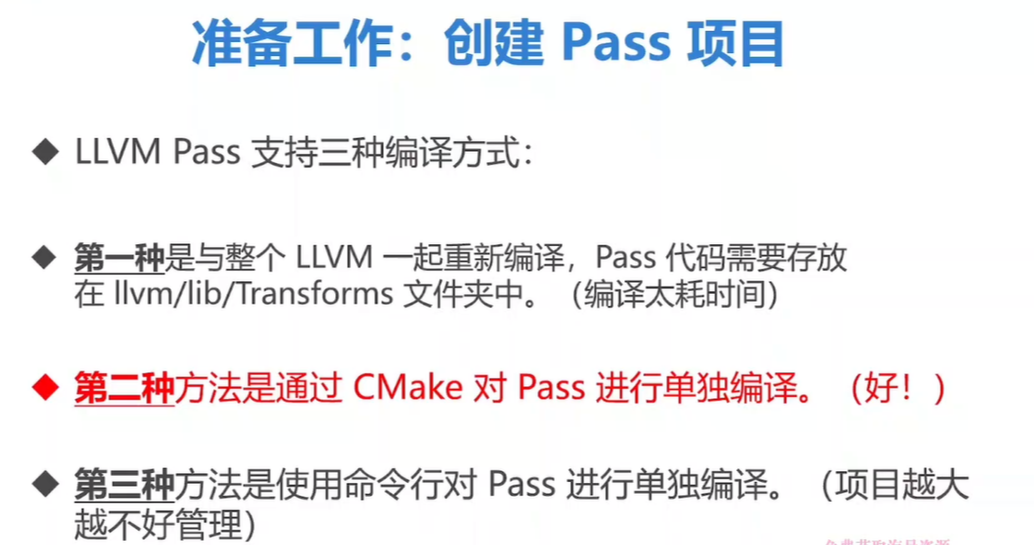 准备工作：创建 Pass 项目
◆ LLVM Pass 支持三种编译方式：
◆ 第一种是与整个 LLVM 一起重新编译，Pass 代码需要存放
在 llvm/lib/Transforms 文件夹中。（编译太耗时间）
◆ 第二种方法是通过 CMake 对 Pass 进行单独编译。（好！）
◆ 第三种方法是使用命令行对 Pass 进行单独编译。（项目越大
越不好管理）